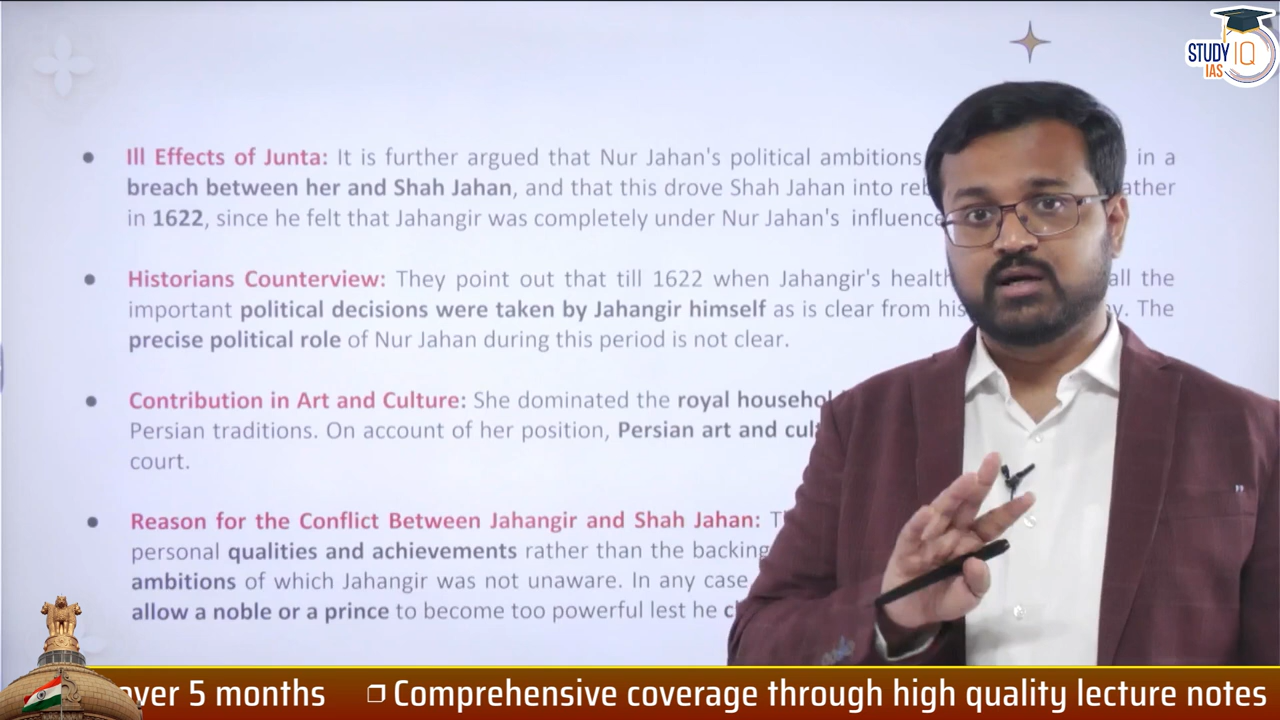 STUDY IQ
IAS
• Ill Effects of Junta: It is further argued that Nur Jahan's political ambitions in a
breach between her and Shah Jahan, and that this drove Shah Jahan into
in 1622, since he felt that Jahangir was completely under Nur Jahan's influence
• Historians Counterview: They point out that till 1622 when Jahangir's health all the
important political decisions were taken by Jahangir himself as is clear from his The
precise political role of Nur Jahan during this period is not clear.
• Contribution in Art and Culture: She dominated the royal
Persian traditions. On account of her position, Persian art and
court.
• Reason for the Conflict Between Jahangir and Shah Jahan:
personal qualities and achievements rather than the backing
ambitions of which Jahangir was not unaware. In any case
allow a noble or a prince to become too powerful lest he
over 5 months ❐ Comprehensive coverage through high quality lecture notes